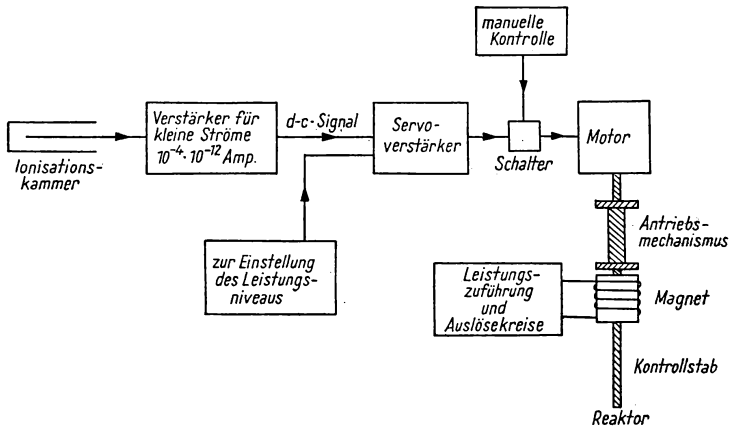 manuelle
Kontrolle
Verstärker für
kleine Ströme
10⁻⁴·10⁻¹² Amp.
d-c-Signal
Servo-
verstärker
Schalter
Motor
Ionisations-
kammer
zur Einstellung
des Leistungs-
niveaus
Antriebs-
mechanismus
Leistungs-
zuführung
und
Auslösekreise
Magnet
Kontrollstab
Reaktor